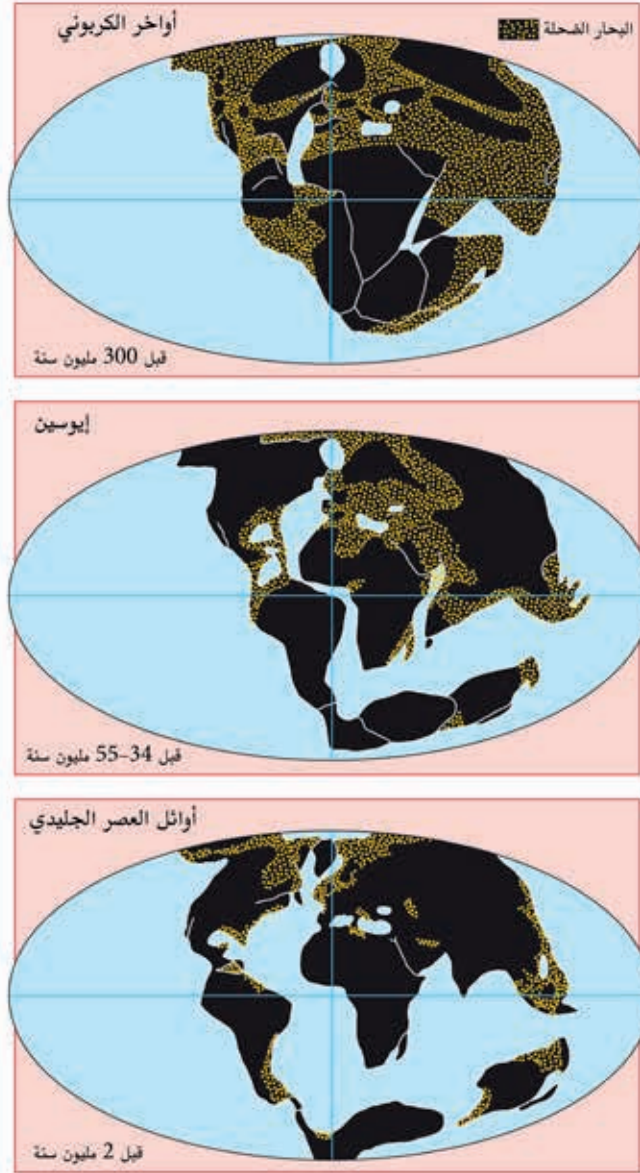 أواخر الكربوني
البحار الضحلة
قبل 300 مليون سنة
إيوسين
قبل 34–55 مليون سنة
أوائل العصر الجليدي
قبل 2 مليون سنة